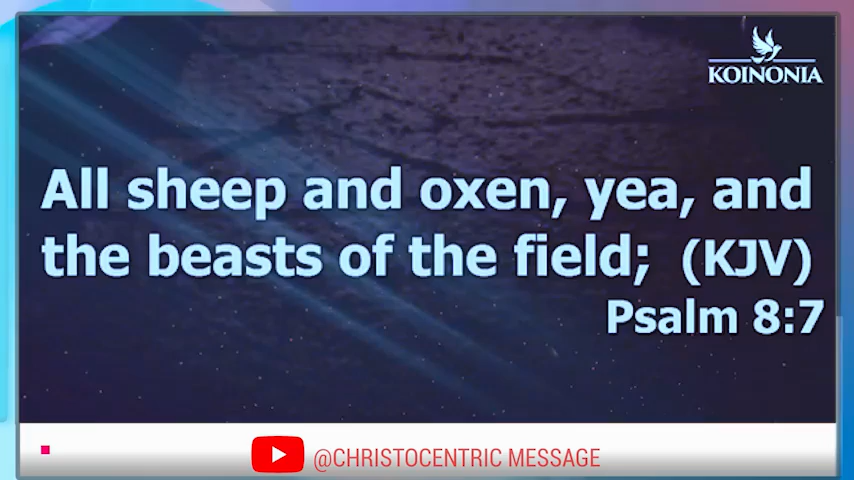 KOINONIA
All sheep and oxen, yea, and
the beasts of the field; (KJV)
Psalm 8:7
@CHRISTOCENTRIC MESSAGE